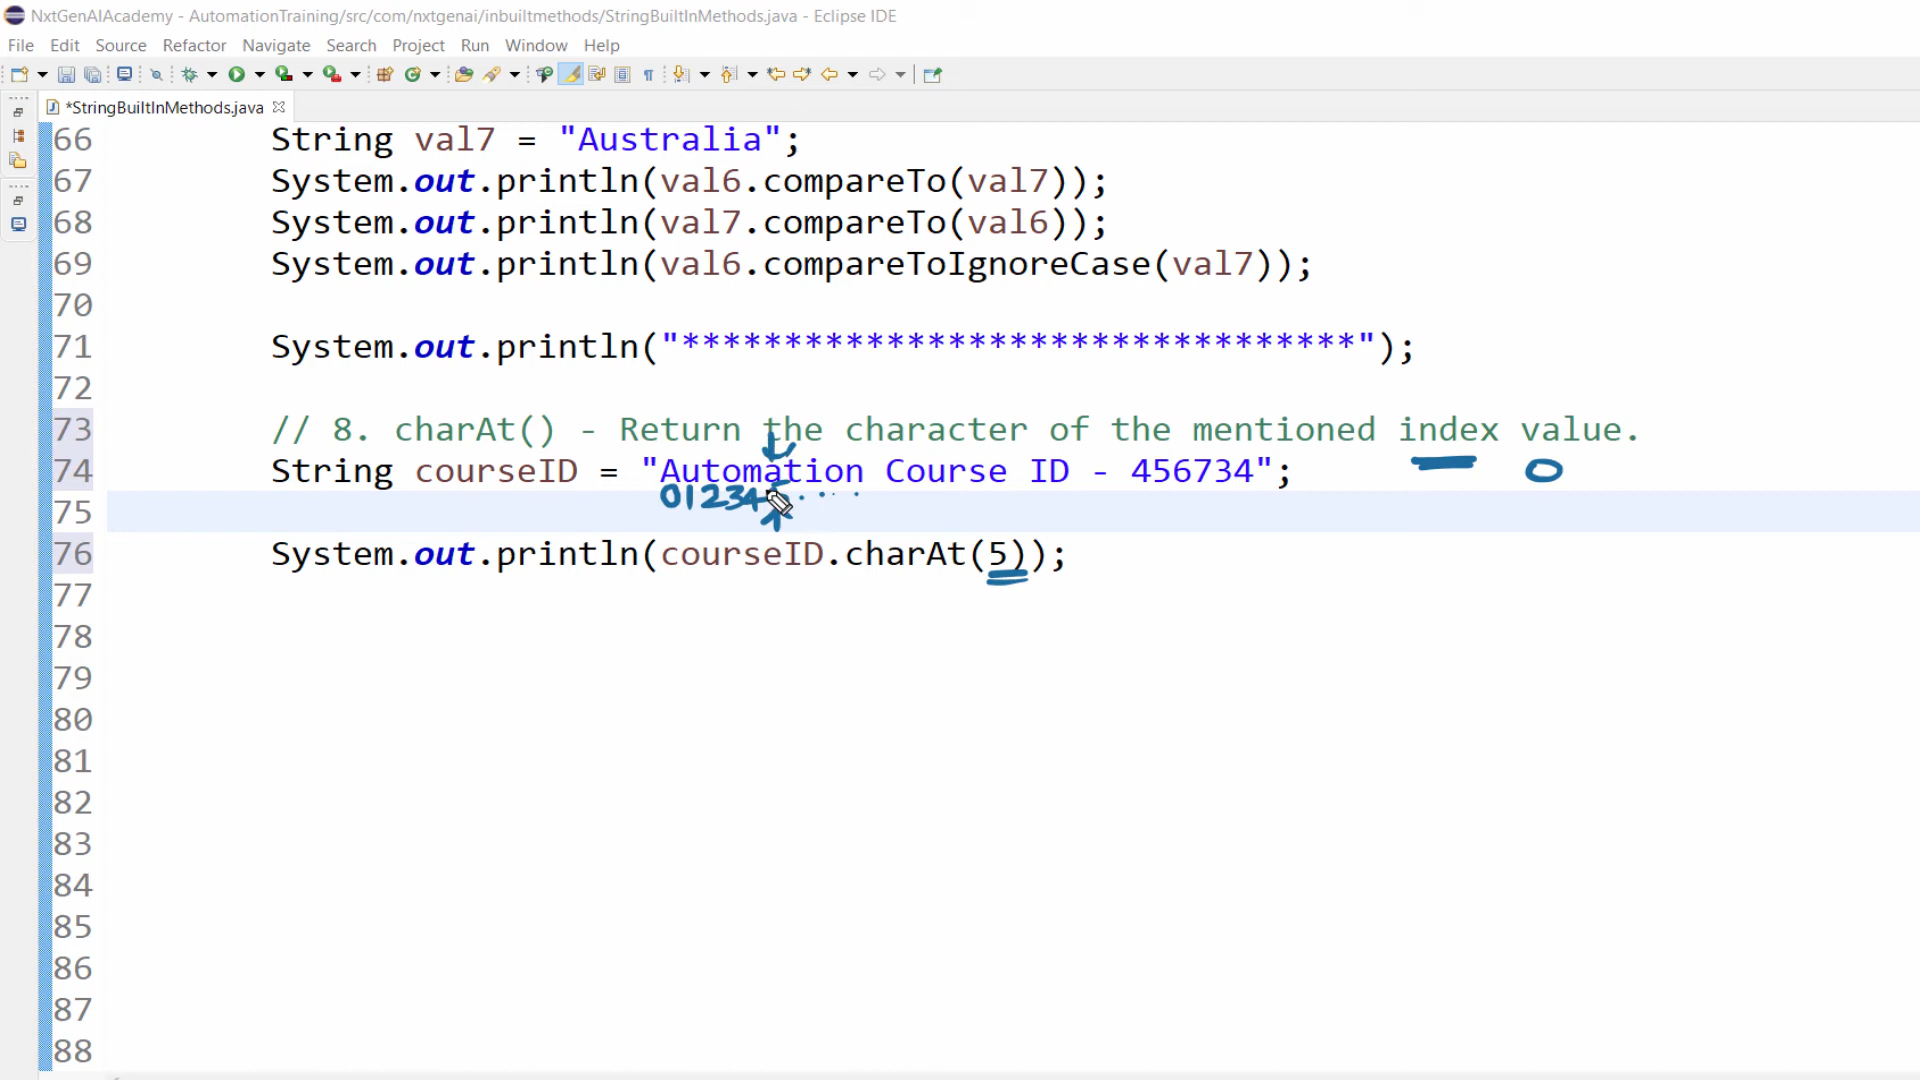 NxtGenAIAcademy - AutomationTraining/src/com/nxtgenai/inbuiltmethods/StringBuiltInMethods.java - Eclipse IDE
File Edit Source Refactor Navigate Search Project Run Window Help
*StringBuiltInMethods.java
66 String val7 = "Australia";
67 System.out.println(val6.compareTo(val7));
68 System.out.println(val7.compareTo(val6));
69 System.out.println(val6.compareToIgnoreCase(val7));
70
71 System.out.println("*********************************");
72
73 // 8. charAt() - Return the character of the mentioned index value.
74 String courseID = "Automation Course ID - 456734"; 0
012345....
75
76 System.out.println(courseID.charAt(5));
77
78
79
80
81
82
83
84
85
86
87
88